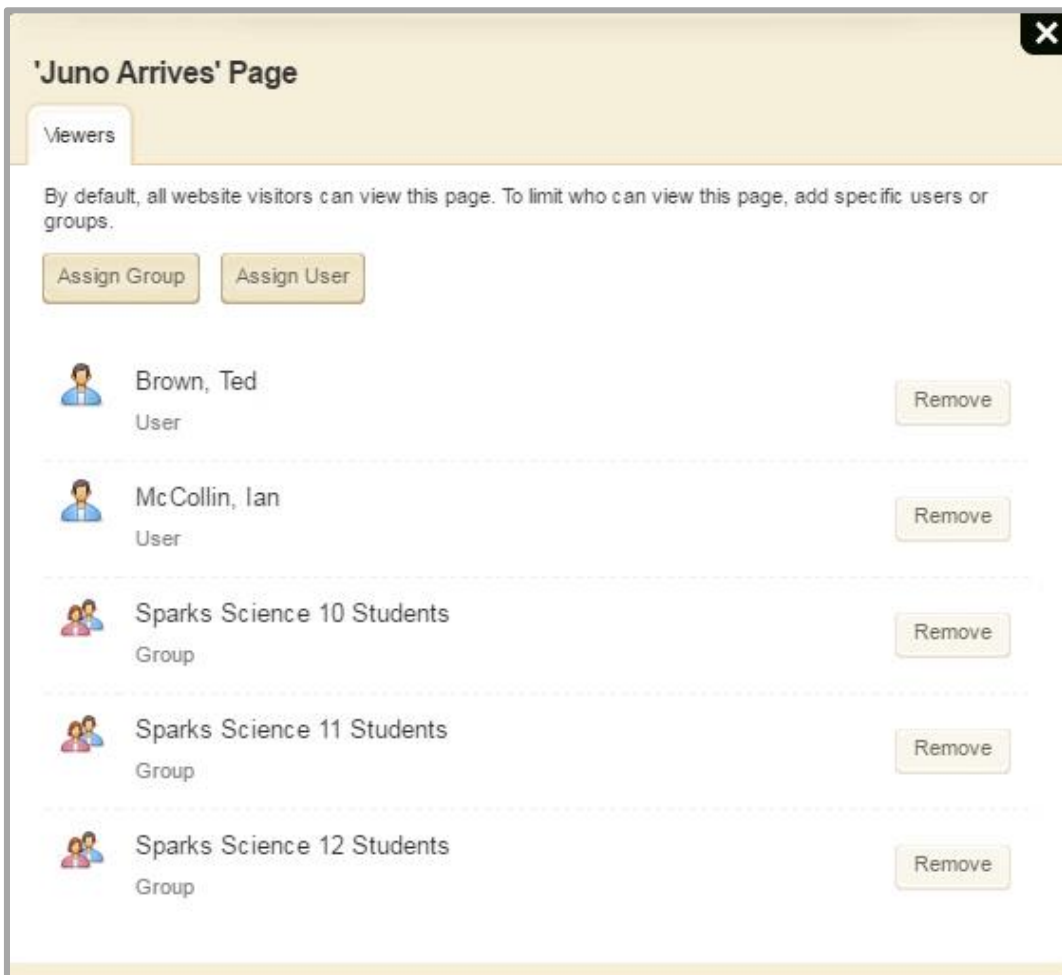 'Juno Arrives' Page
Viewers
By default, all website visitors can view this page. To limit who can view this page, add specific users or
groups.
Assign Group Assign User
Brown, Ted
User
Remove
McCollin, Ian
User
Remove
Sparks Science 10 Students
Group
Remove
Sparks Science 11 Students
Group
Remove
Sparks Science 12 Students
Group
Remove